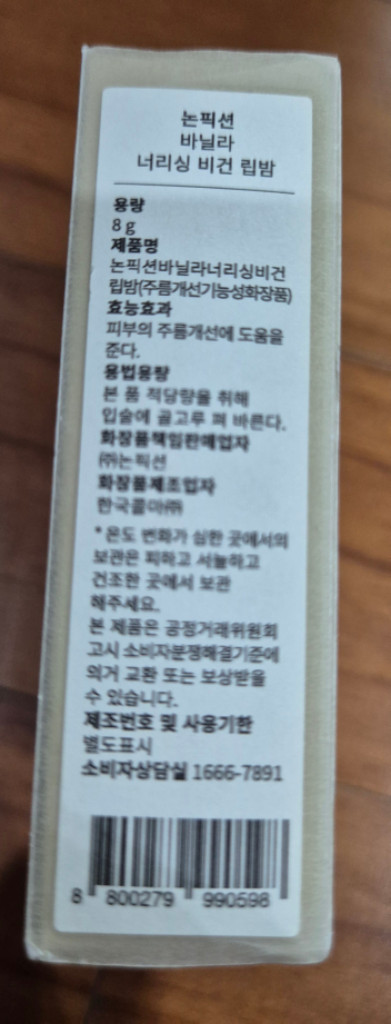 논픽션
바닐라
너리싱 비건 립밤
용량
8 g
제품명
논픽션바닐라너리싱비건
립밤(주름개선기능성화장품)
효능효과
피부의 주름개선에 도움을
준다.
용법용량
본 품 적당량을 취해
입술에 골고루 펴 바른다.
화장품책임판매업자
㈜논픽션
화장품제조업자
한국콜마㈜
* 온도 변화가 심한 곳에서의
보관은 피하고 서늘하고
건조한 곳에서 보관
해주세요.
본 제품은 공정거래위원회
고시 소비자분쟁해결기준에
의거 교환 또는 보상받을
수 있습니다.
제조번호 및 사용기한
별도표시
소비자상담실 1666-7891
8 800279 990598